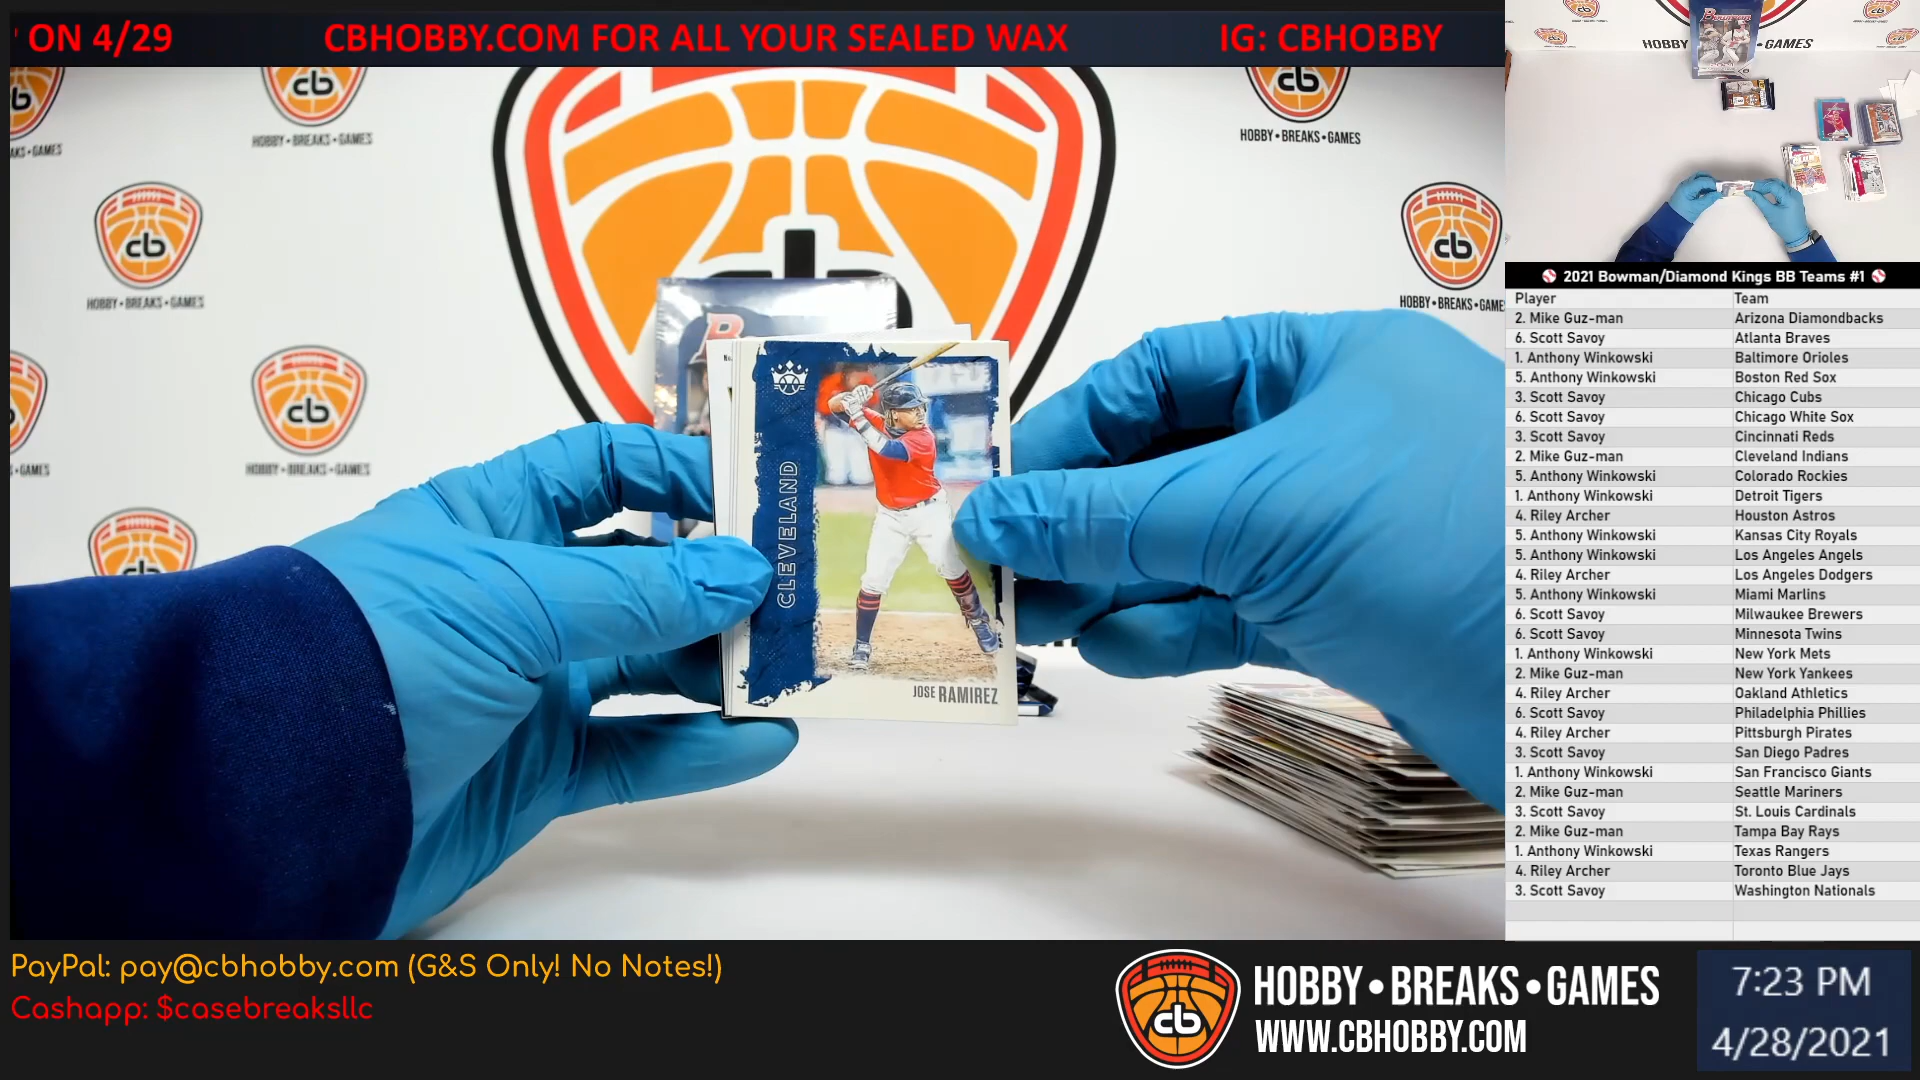 ' ON 4/29 CBHOBBY.COM FOR ALL YOUR SEALED WAX IG: CBHOBBY
cb
HOBBY•BREAKS•GAMES
cb
HOBBY•BREAKS•GAMES
cb
HOBBY•BREAKS•GAMES
cb
HOBBY•BREAKS•GAMES
cb
HOBBY•BREAKS•GAMES
cb
CLEVELAND
JOSE RAMIREZ
BOWMAN
HOBBY GAMES
2021 Bowman/Diamond Kings BB Teams #1
Player Team
2. Mike Guz-man Arizona Diamondbacks
6. Scott Savoy Atlanta Braves
1. Anthony Winkowski Baltimore Orioles
5. Anthony Winkowski Boston Red Sox
3. Scott Savoy Chicago Cubs
6. Scott Savoy Chicago White Sox
3. Scott Savoy Cincinnati Reds
2. Mike Guz-man Cleveland Indians
5. Anthony Winkowski Colorado Rockies
1. Anthony Winkowski Detroit Tigers
4. Riley Archer Houston Astros
5. Anthony Winkowski Kansas City Royals
5. Anthony Winkowski Los Angeles Angels
4. Riley Archer Los Angeles Dodgers
5. Anthony Winkowski Miami Marlins
6. Scott Savoy Milwaukee Brewers
6. Scott Savoy Minnesota Twins
1. Anthony Winkowski New York Mets
2. Mike Guz-man New York Yankees
4. Riley Archer Oakland Athletics
6. Scott Savoy Philadelphia Phillies
4. Riley Archer Pittsburgh Pirates
3. Scott Savoy San Diego Padres
1. Anthony Winkowski San Francisco Giants
2. Mike Guz-man Seattle Mariners
3. Scott Savoy St. Louis Cardinals
2. Mike Guz-man Tampa Bay Rays
1. Anthony Winkowski Texas Rangers
4. Riley Archer Toronto Blue Jays
3. Scott Savoy Washington Nationals
PayPal: pay@cbhobby.com (G&S Only! No Notes!)
Cashapp: $casebreaksllc
cb
HOBBY•BREAKS•GAMES
WWW.CBHOBBY.COM
7:23 PM
4/28/2021